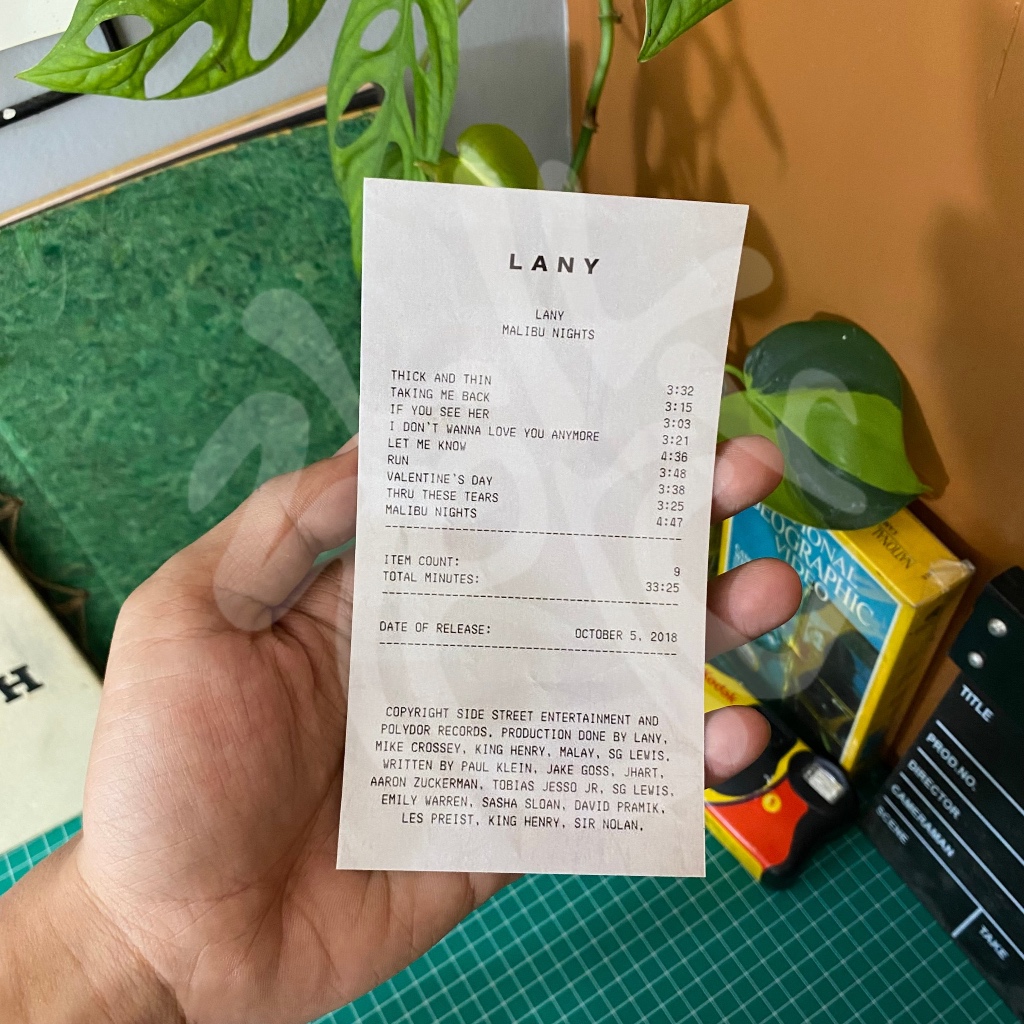 LANY
LANY
MALIBU NIGHTS
THICK AND THIN 3:32
TAKING ME BACK 3:15
IF YOU SEE HER 3:03
I DON'T WANNA LOVE YOU ANYMORE 3:21
LET ME KNOW 4:36
RUN 3:48
VALENTINE'S DAY 3:38
THRU THESE TEARS 3:25
MALIBU NIGHTS 4:47
ITEM COUNT: 9
TOTAL MINUTES: 33:25
DATE OF RELEASE: OCTOBER 5, 2018
COPYRIGHT SIDE STREET ENTERTAINMENT AND
POLYDOR RECORDS. PRODUCTION DONE BY LANY,
MIKE CROSSEY, KING HENRY, MALAY, SG LEWIS.
WRITTEN BY PAUL KLEIN, JAKE GOSS, JHART,
AARON ZUCKERMAN, TOBIAS JESSO JR, SG LEWIS,
EMILY WARREN, SASHA SLOAN, DAVID PRAMIK,
LES PREIST, KING HENRY, SIR NOLAN,
GRAPHIC
VIDEO
Kodak
H
TITLE
PROD.NO.
DIRECTOR
CAMERAMAN
SCENE
TAKE